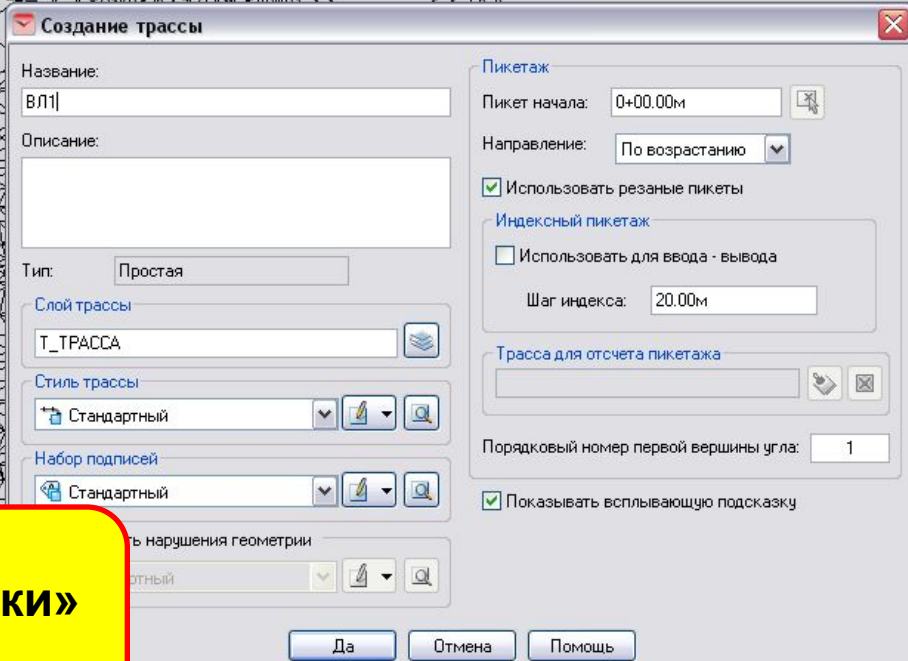 Создание трассы
Название:
ВЛ1
Описание:
Тип: Простая
Слой трассы
Т_ТРАССА
Стиль трассы
Стандартный
Набор подписей
Стандартный
ть нарушения геометрии
ртный
Пикетаж
Пикет начала: 0+00.00м
Направление: По возрастанию
Использовать резаные пикеты
Индексный пикетаж
Использовать для ввода - вывода
Шаг индекса: 20.00м
Трасса для отсчета пикетажа
Порядковый номер первой вершины угла: 1
Показывать всплывающую подсказку
ки»
Да Отмена Помощь